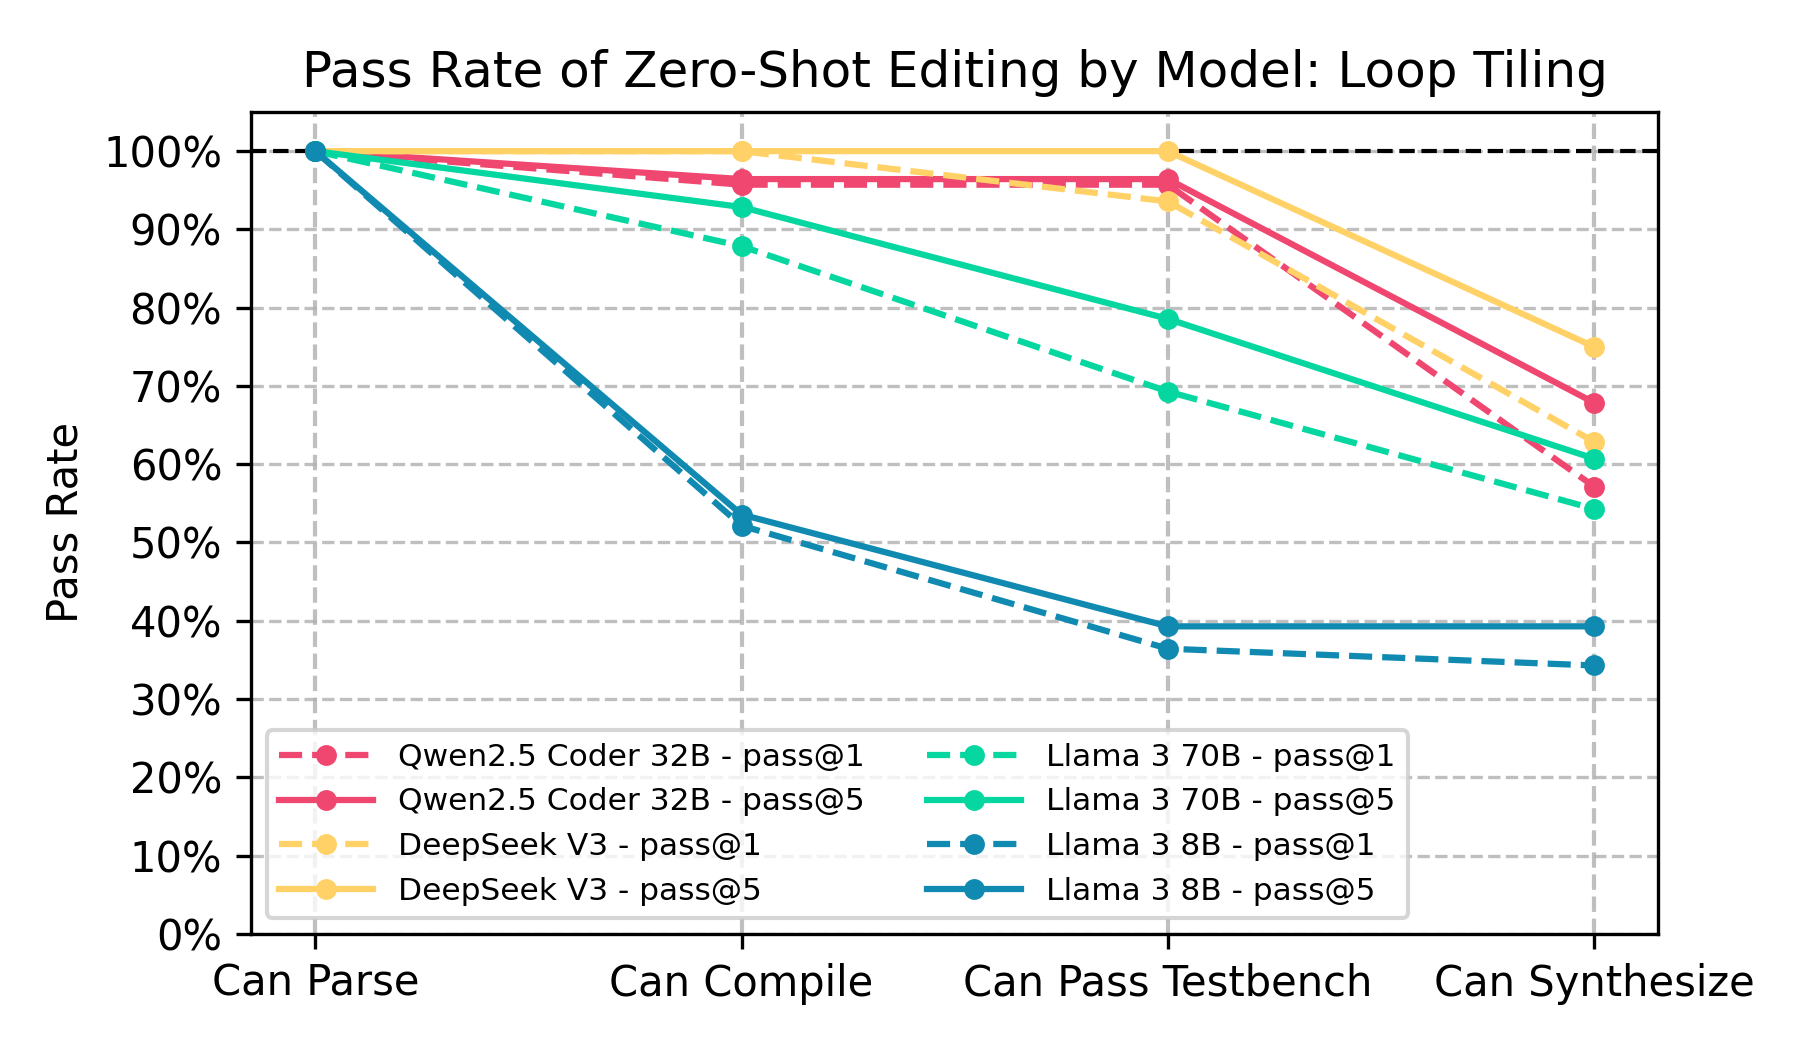 Pass Rate of Zero-Shot Editing by Model: Loop Tiling
100%
90%
80%
70%
60%
50%
40%
30%
20%
10%
0%
Pass Rate
Qwen2.5 Coder 32B - pass@1
Qwen2.5 Coder 32B - pass@5
DeepSeek V3 - pass@1
DeepSeek V3 - pass@5
Llama 3 70B - pass@1
Llama 3 70B - pass@5
Llama 3 8B - pass@1
Llama 3 8B - pass@5
Can Parse
Can Compile
Can Pass Testbench
Can Synthesize